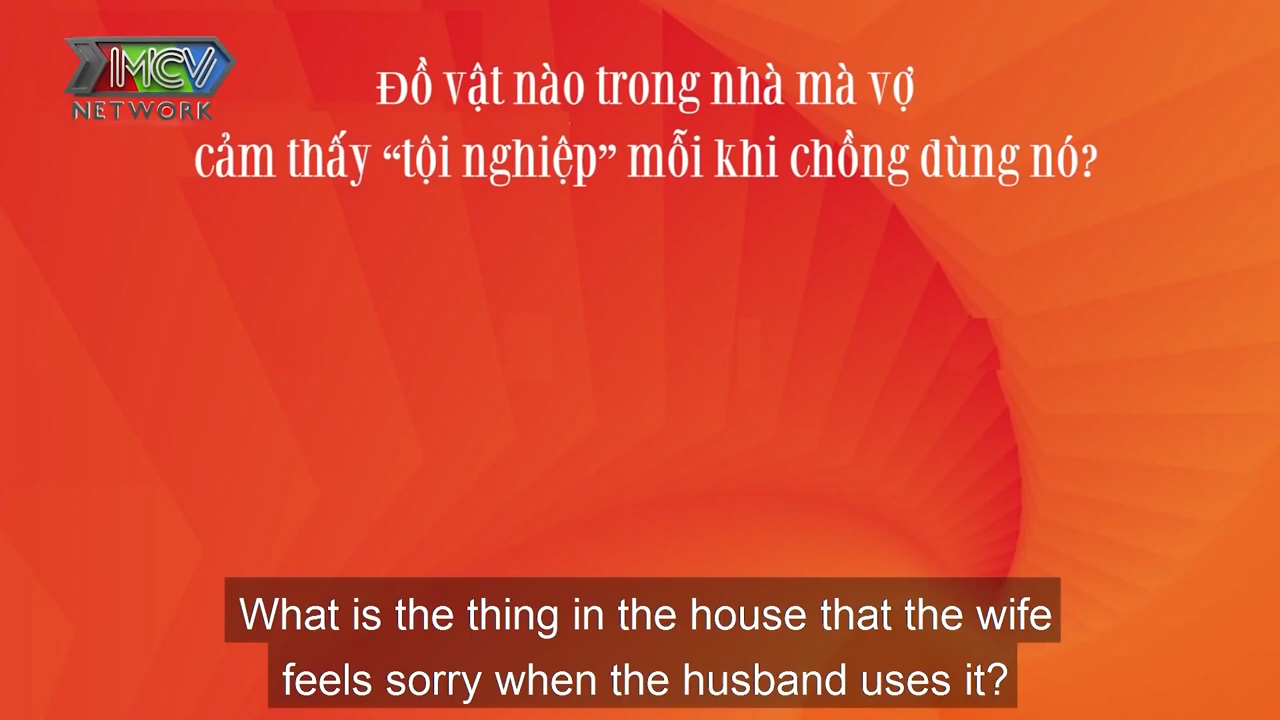 MCV
NETWORK
Đồ vật nào trong nhà mà vợ
cảm thấy “tội nghiệp” mỗi khi chồng dùng nó?
What is the thing in the house that the wife
feels sorry when the husband uses it?